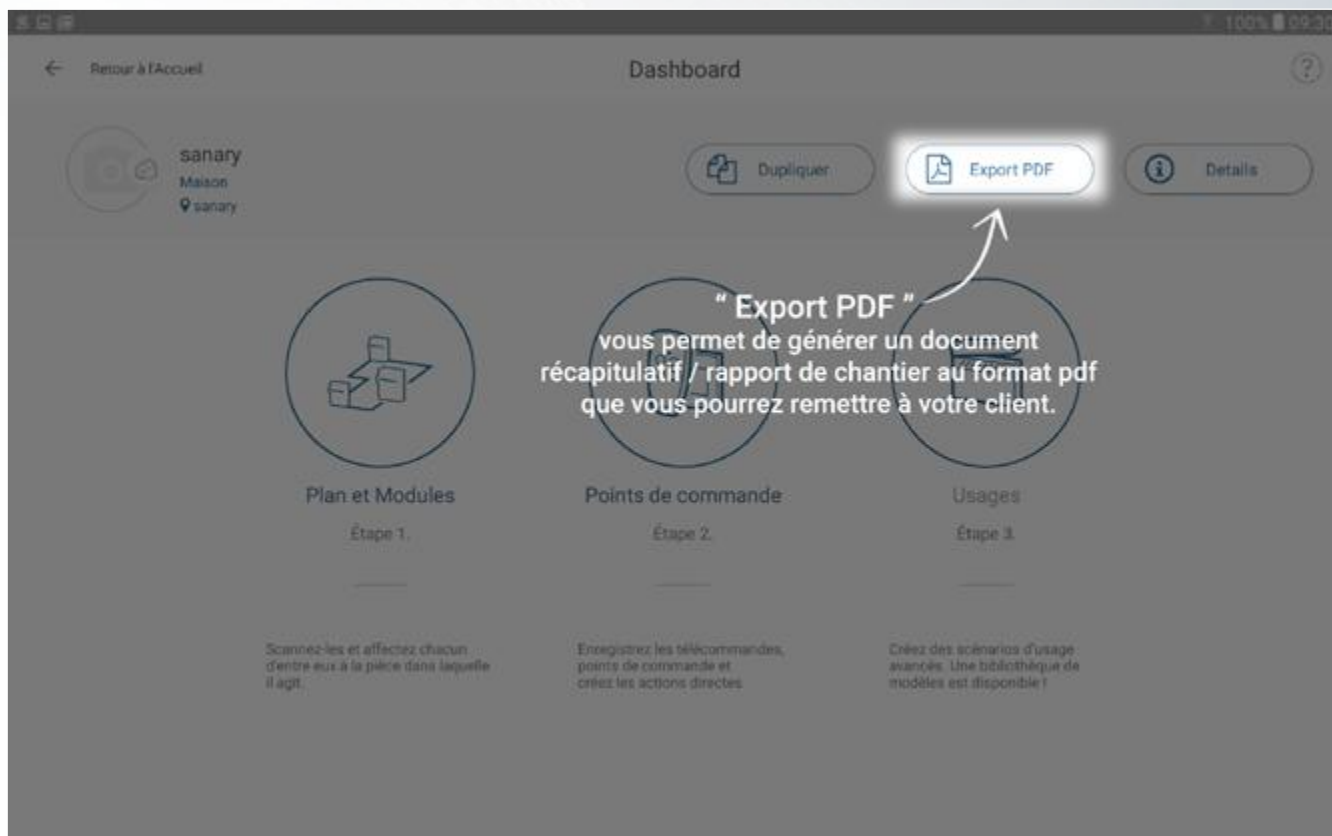 100% 09:30
Retour à l'Accueil
Dashboard
?
sanary
Maison
sanary
Dupliquer
Export PDF
Details
“ Export PDF ”
vous permet de générer un document
récapitulatif / rapport de chantier au format pdf
que vous pourrez remettre à votre client.
Plan et Modules
Points de commande
Usages
Étape 1.
Étape 2.
Étape 3.
Scannez-les et affectez chacun
d'entre eux à la pièce dans laquelle
il agit.
Enregistrez les télécommandes,
points de commande et
créez les actions directes.
Créez des scénarios d'usage
avancés. Une bibliothèque de
modèles est disponible !